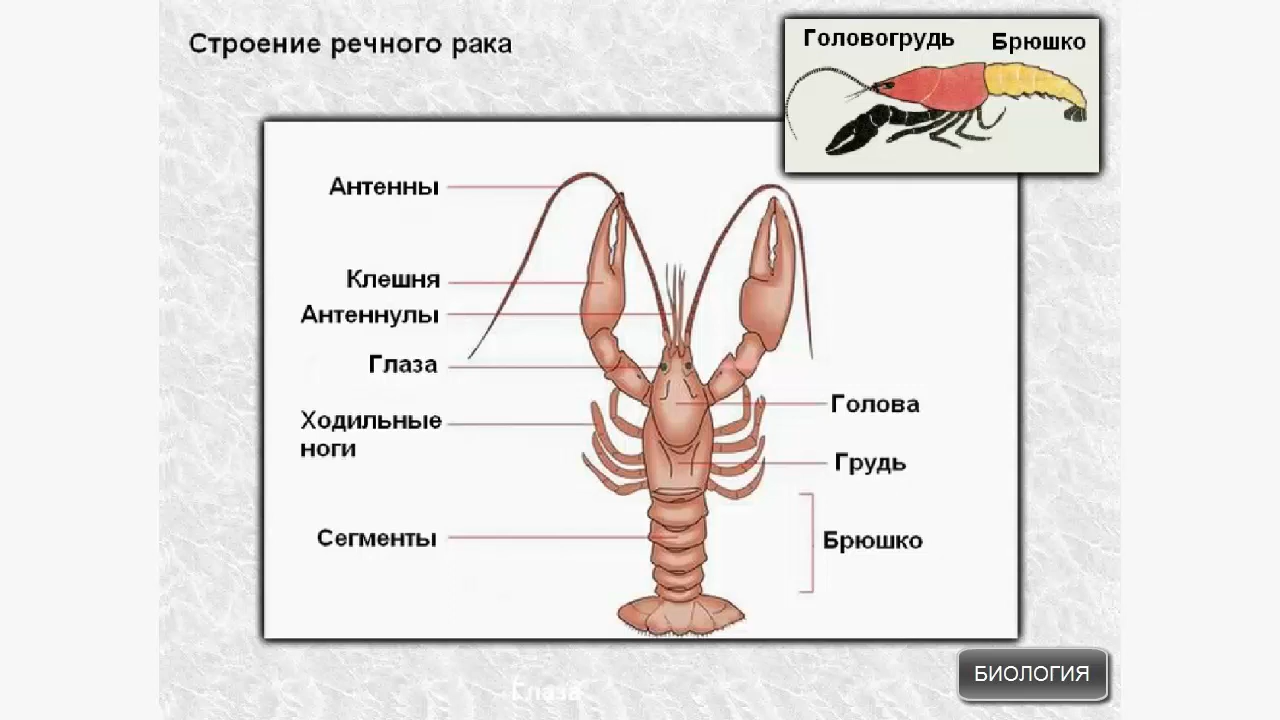 Строение речного рака
Головогрудь
Брюшко
Антенны
Клешня
Антеннулы
Глаза
Ходильные
ноги
Сегменты
Голова
Грудь
Брюшко
БИОЛОГИЯ
Глаза